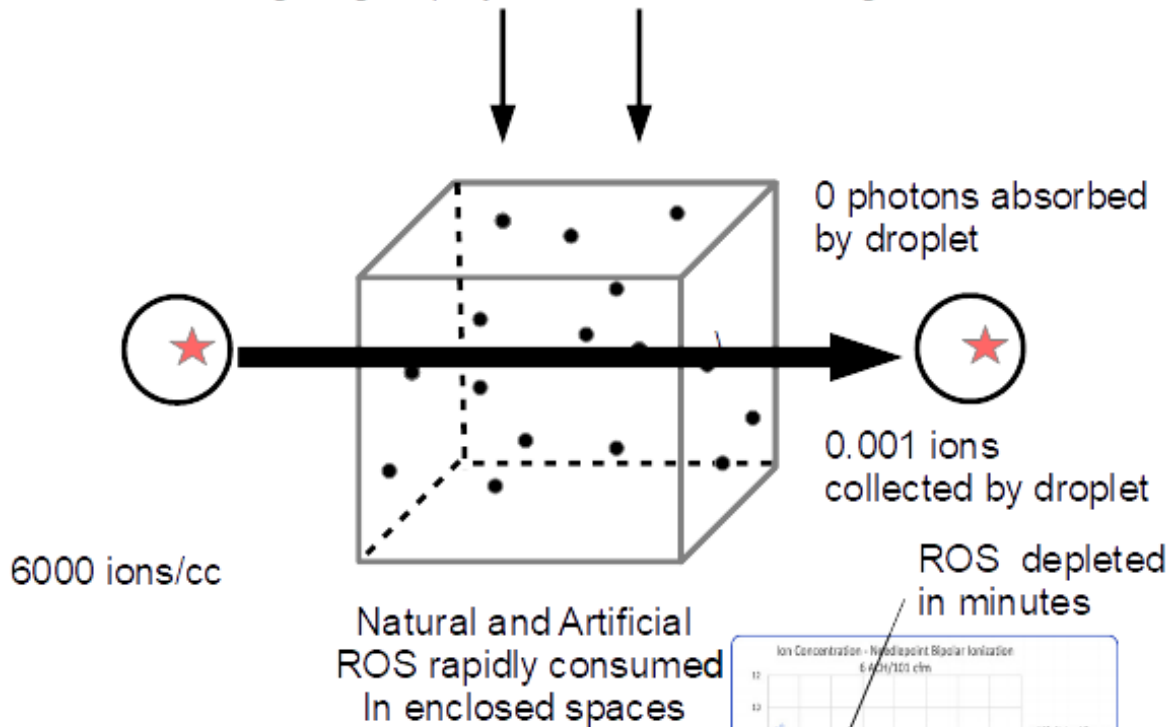 0 photons absorbed
by droplet
0.001 ions
collected by droplet
6000 ions/cc
ROS depleted
in minutes
Natural and Artificial
ROS rapidly consumed
In enclosed spaces
Ion Concentration - Needlepoint Bipolar Ionization
6 ACH/101 cfm
12